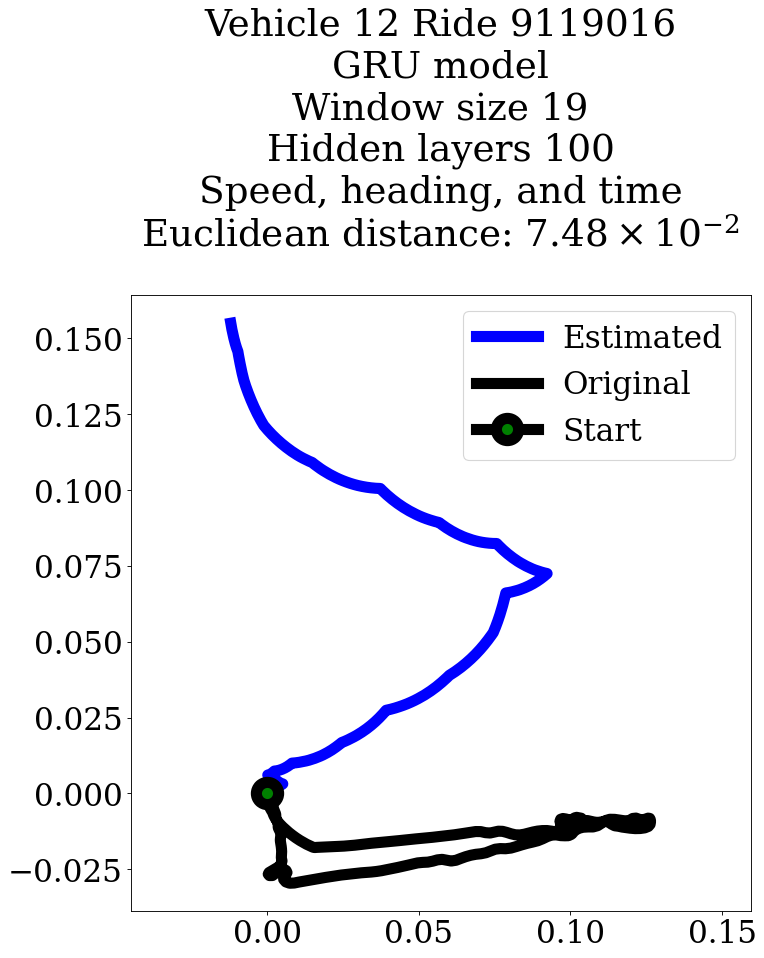 Vehicle 12 Ride 9119016
GRU model
Window size 19
Hidden layers 100
Speed, heading, and time
Euclidean distance: 7.48 × 10⁻²
Estimated
Original
Start
0.150
0.125
0.100
0.075
0.050
0.025
0.000
−0.025
0.00 0.05 0.10 0.15